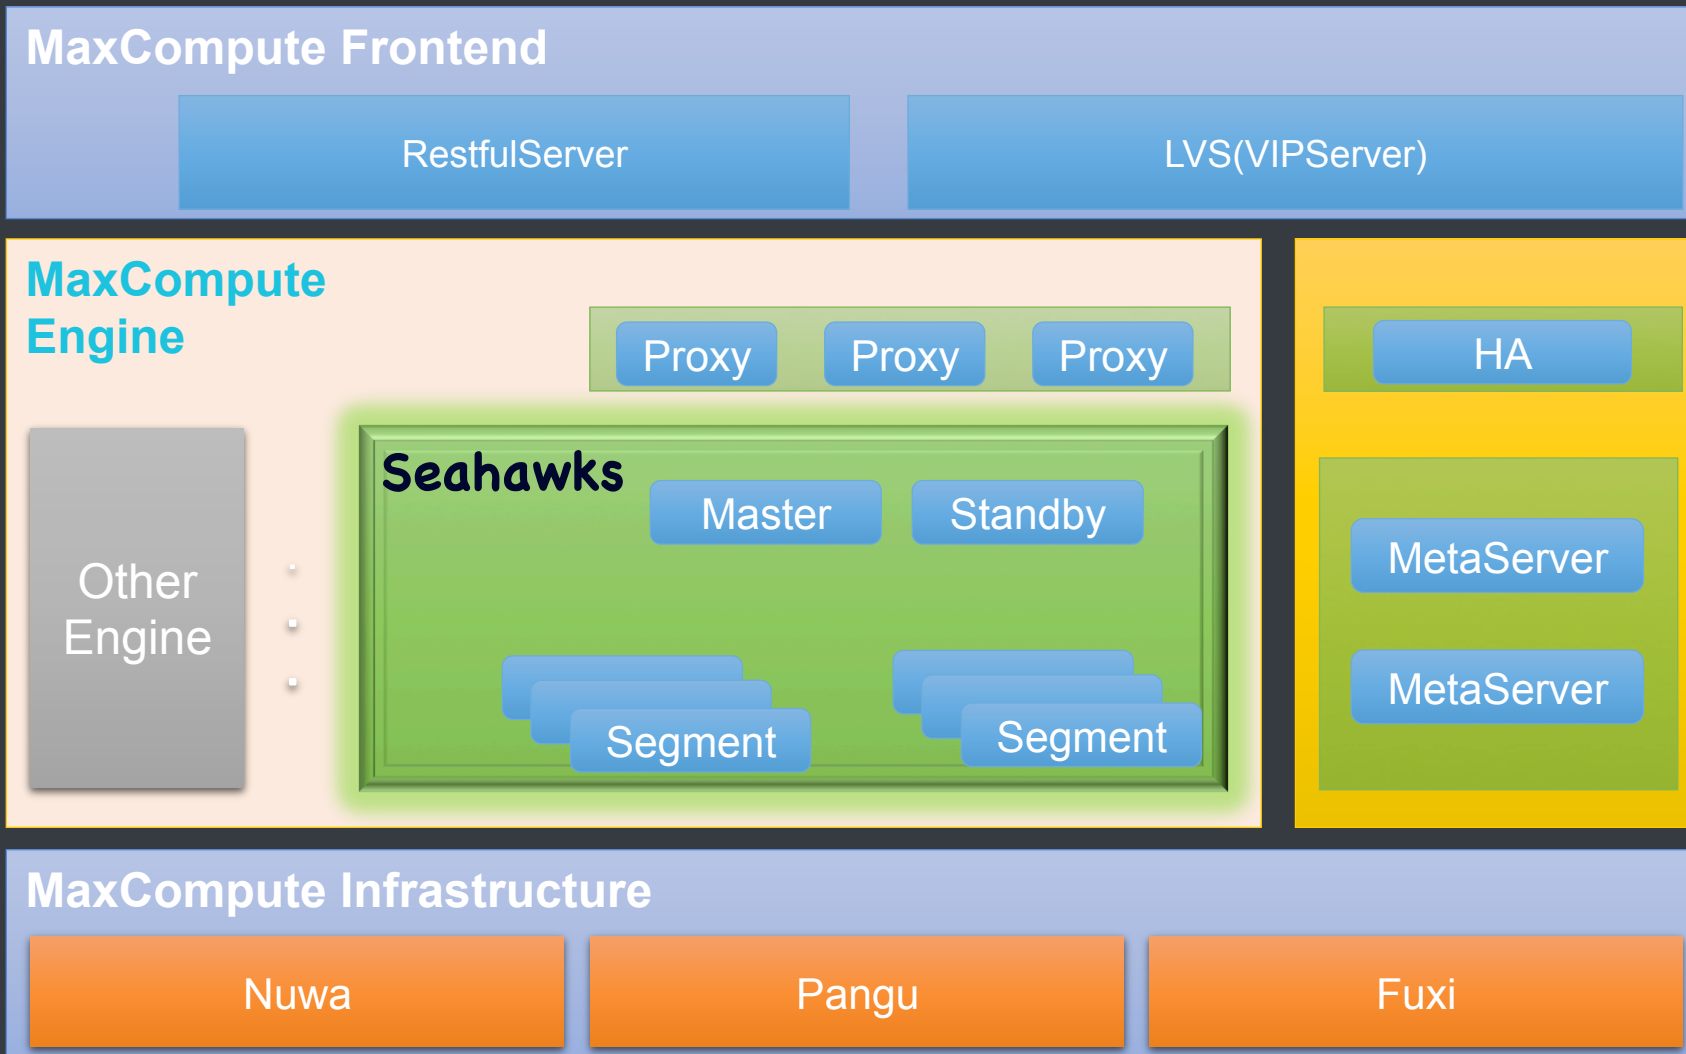 MaxCompute Frontend
RestfulServer
LVS(VIPServer)
MaxCompute
Engine
Proxy
Proxy
Proxy
HA
Seahawks
Master
Standby
Other
Engine
MetaServer
MetaServer
Segment
Segment
MaxCompute Infrastructure
Nuwa
Pangu
Fuxi